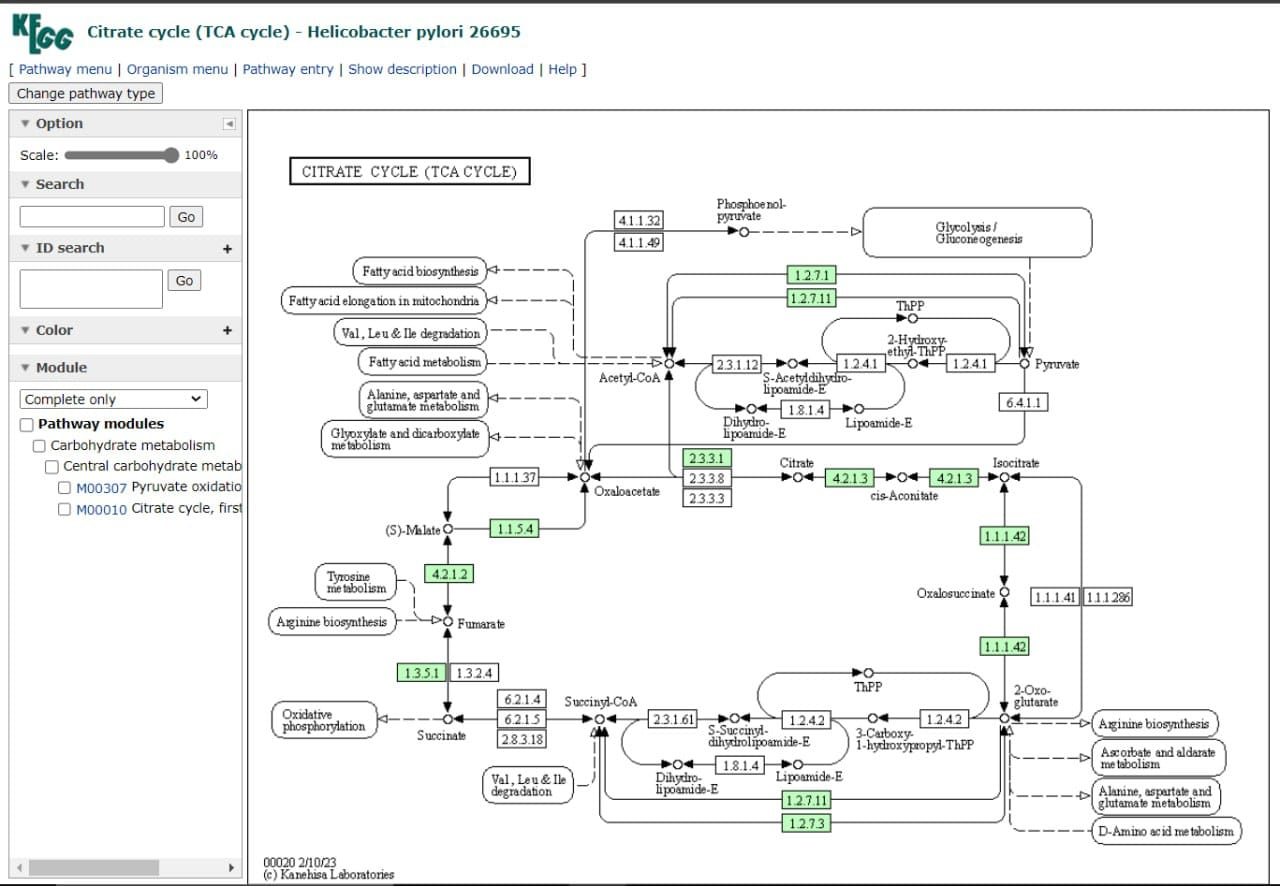 KEGG
Citrate cycle (TCA cycle) - Helicobacter pylori 26695
[ Pathway menu | Organism menu | Pathway entry | Show description | Download | Help ]
Change pathway type
▼ Option
Scale: 100%
▼ Search
Go
▼ ID search +
Go
▼ Color +
▼ Module
Complete only
Pathway modules
Carbohydrate metabolism
Central carbohydrate metab
M00307 Pyruvate oxidatio
M00010 Citrate cycle, first
CITRATE CYCLE (TCA CYCLE)
Phosphoenol-
pyruvate
4.1.1.32
4.1.1.49
Glycolysis /
Gluconeogenesis
Fatty acid biosynthesis
Fatty acid elongation in mitochondria
Val, Leu & Ile degradation
Fatty acid metabolism
Alanine, aspartate and
glutamate metabolism
Glyoxylate and dicarboxylate
metabolism
1.2.7.1
1.2.7.11
ThPP
2-Hydroxy-
ethyl-ThPP
Acetyl-CoA
2.3.1.12
1.2.4.1
1.2.4.1
Pyruvate
S-Acetyldihydro-
lipoamide-E
6.4.1.1
1.8.1.4
Dihydro-
lipoamide-E
Lipoamide-E
1.1.1.37
Oxaloacetate
2.3.3.1
2.3.3.8
2.3.3.3
Citrate
4.2.1.3
cis-Aconitate
4.2.1.3
Isocitrate
(S)-Malate
1.1.5.4
1.1.1.42
Tyrosine
metabolism
4.2.1.2
Oxalosuccinate
1.1.1.41
1.1.1.286
Arginine biosynthesis
Fumarate
1.1.1.42
1.3.5.1
1.3.2.4
ThPP
2-Oxo-
glutarate
Oxidative
phosphorylation
Succinate
6.2.1.4
6.2.1.5
2.8.3.18
Succinyl-CoA
2.3.1.61
1.2.4.2
1.2.4.2
S-Succinyl-
dihydrolipoamide-E
3-Carboxy-
1-hydroxypropyl-ThPP
1.8.1.4
Dihydro-
lipoamide-E
Lipoamide-E
Val, Leu & Ile
degradation
1.2.7.11
1.2.7.3
Arginine biosynthesis
Ascorbate and aldarate
metabolism
Alanine, aspartate and
glutamate metabolism
D-Amino acid metabolism
00020 2/10/23
(c) Kanehisa Laboratories